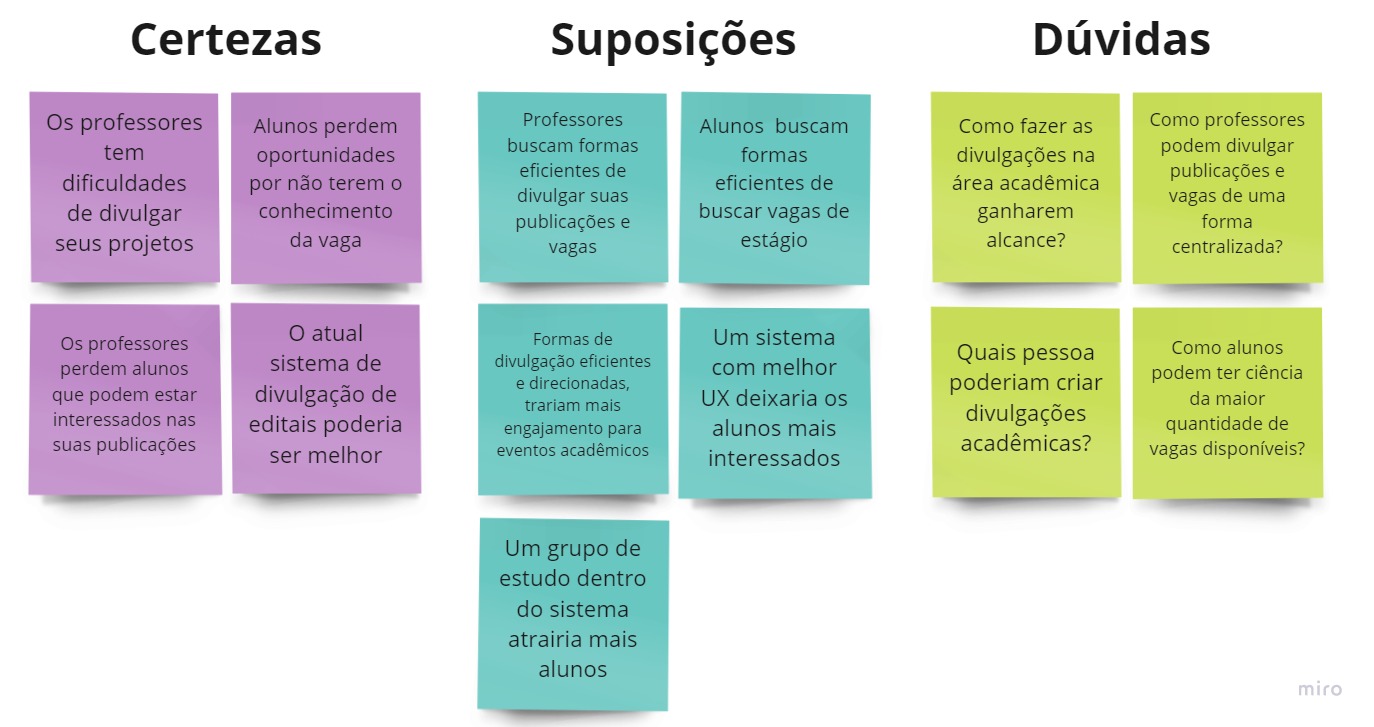 Certezas
Os professores
tem
dificuldades
de divulgar
seus projetos
Alunos perdem
oportunidades
por não terem o
conhecimento
da vaga
Os professores
perdem alunos
que podem estar
interessados nas
suas publicações
O atual
sistema de
divulgação de
editais poderia
ser melhor
Suposições
Professores
buscam formas
eficientes de
divulgar suas
publicações e
vagas
Alunos buscam
formas
eficientes de
buscar vagas de
estágio
Formas de
divulgação eficientes
e direcionadas,
trariam mais
engajamento para
eventos acadêmicos
Um sistema
com melhor
UX deixaria os
alunos mais
interessados
Um grupo de
estudo dentro
do sistema
atrairia mais
alunos
Dúvidas
Como fazer as
divulgações na
área acadêmica
ganharem
alcance?
Como professores
podem divulgar
publicações e
vagas de uma
forma
centralizada?
Quais pessoa
poderiam criar
divulgações
acadêmicas?
Como alunos
podem ter ciência
da maior
quantidade de
vagas disponíveis?
miro